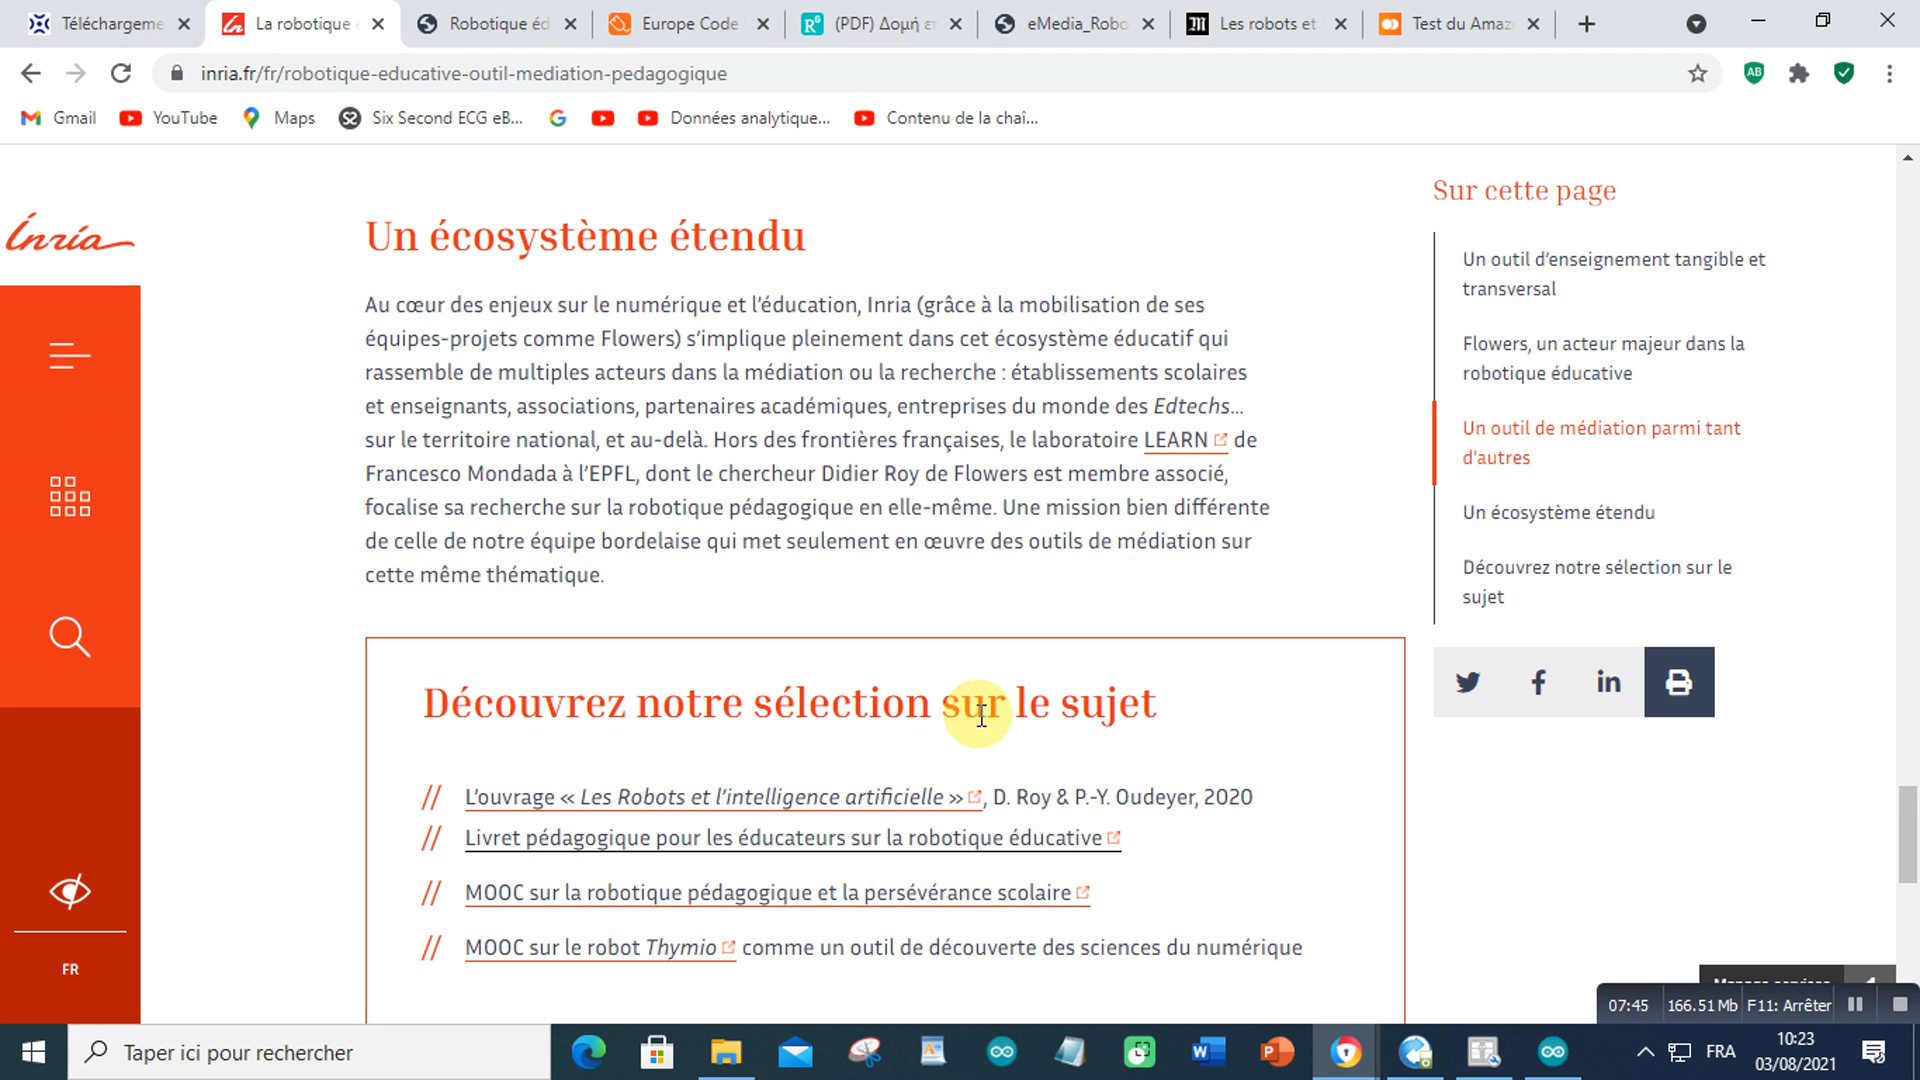 Téléchargeme
La robotique e
Robotique éd
Europe Code
(PDF) Δομή επ
eMedia_Robo
Les robots et
Test du Amaz
inria.fr/fr/robotique-educative-outil-mediation-pedagogique
Gmail
YouTube
Maps
Six Second ECG eB...
Données analytique...
Contenu de la chaî...
Inria
Un écosystème étendu
Au cœur des enjeux sur le numérique et l'éducation, Inria (grâce à la mobilisation de ses
équipes-projets comme Flowers) s'implique pleinement dans cet écosystème éducatif qui
rassemble de multiples acteurs dans la médiation ou la recherche : établissements scolaires
et enseignants, associations, partenaires académiques, entreprises du monde des Edtechs…
sur le territoire national, et au-delà. Hors des frontières françaises, le laboratoire LEARN de
Francesco Mondada à l'EPFL, dont le chercheur Didier Roy de Flowers est membre associé,
focalise sa recherche sur la robotique pédagogique en elle-même. Une mission bien différente
de celle de notre équipe bordelaise qui met seulement en œuvre des outils de médiation sur
cette même thématique.
Découvrez notre sélection sur le sujet
// L'ouvrage « Les Robots et l'intelligence artificielle », D. Roy & P.-Y. Oudeyer, 2020
// Livret pédagogique pour les éducateurs sur la robotique éducative
// MOOC sur la robotique pédagogique et la persévérance scolaire
// MOOC sur le robot Thymio comme un outil de découverte des sciences du numérique
Sur cette page
Un outil d'enseignement tangible et
transversal
Flowers, un acteur majeur dans la
robotique éducative
Un outil de médiation parmi tant
d'autres
Un écosystème étendu
Découvrez notre sélection sur le
sujet
FR
07:45
166.51 Mb
F11: Arrêter
Taper ici pour rechercher
FRA
10:23
03/08/2021